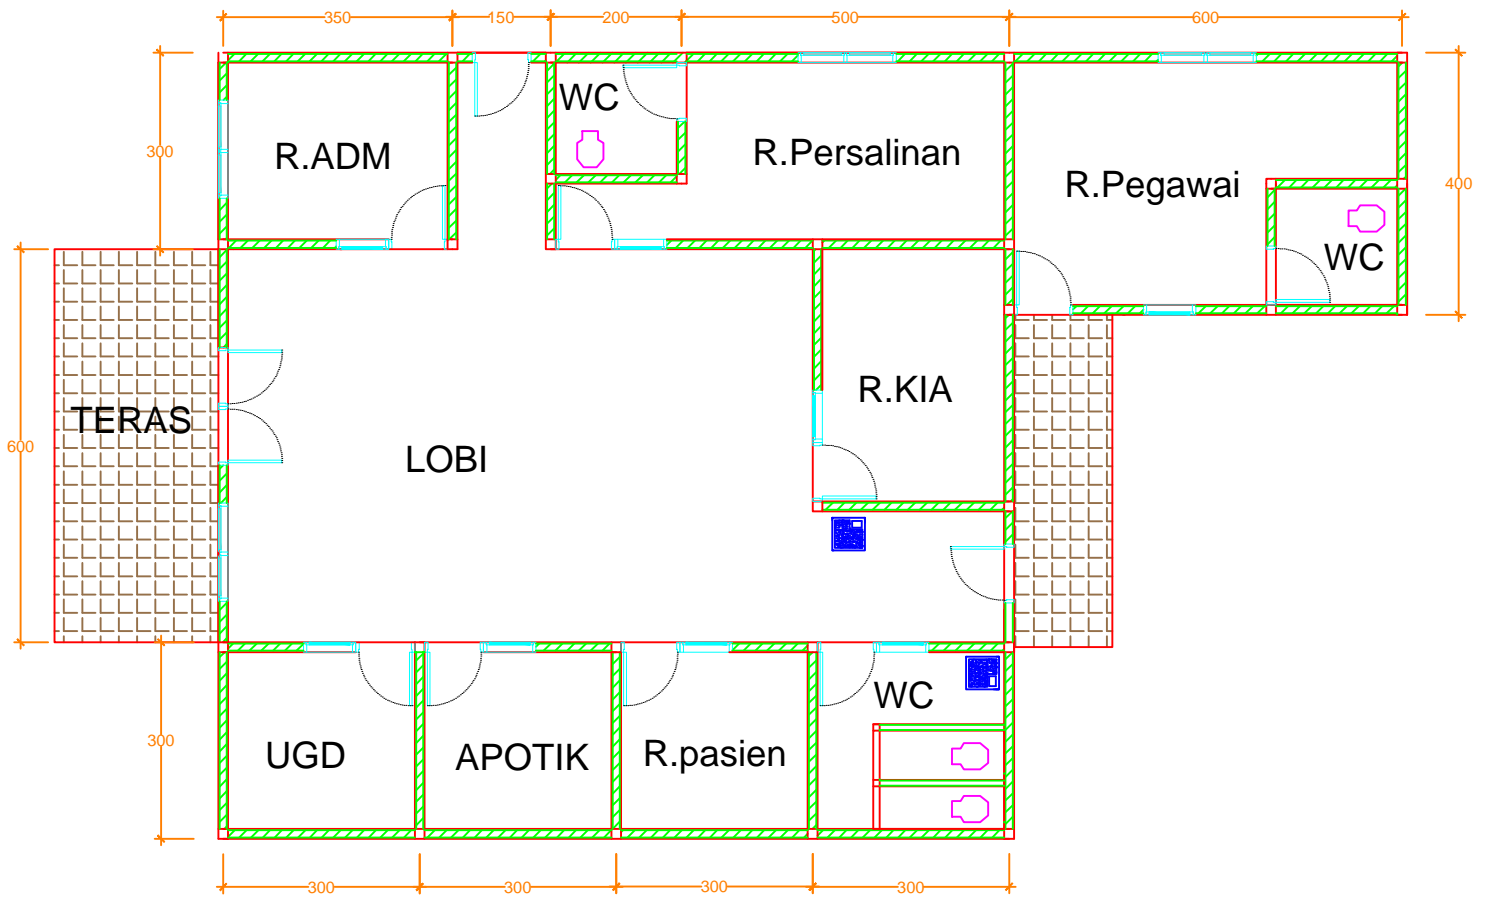 350
150
200
500
600
WC
R.ADM
R.Persalinan
R.Pegawai
300
400
WC
R.KIA
TERAS
600
LOBI
WC
UGD
APOTIK
R.pasien
300
300
300
300
300